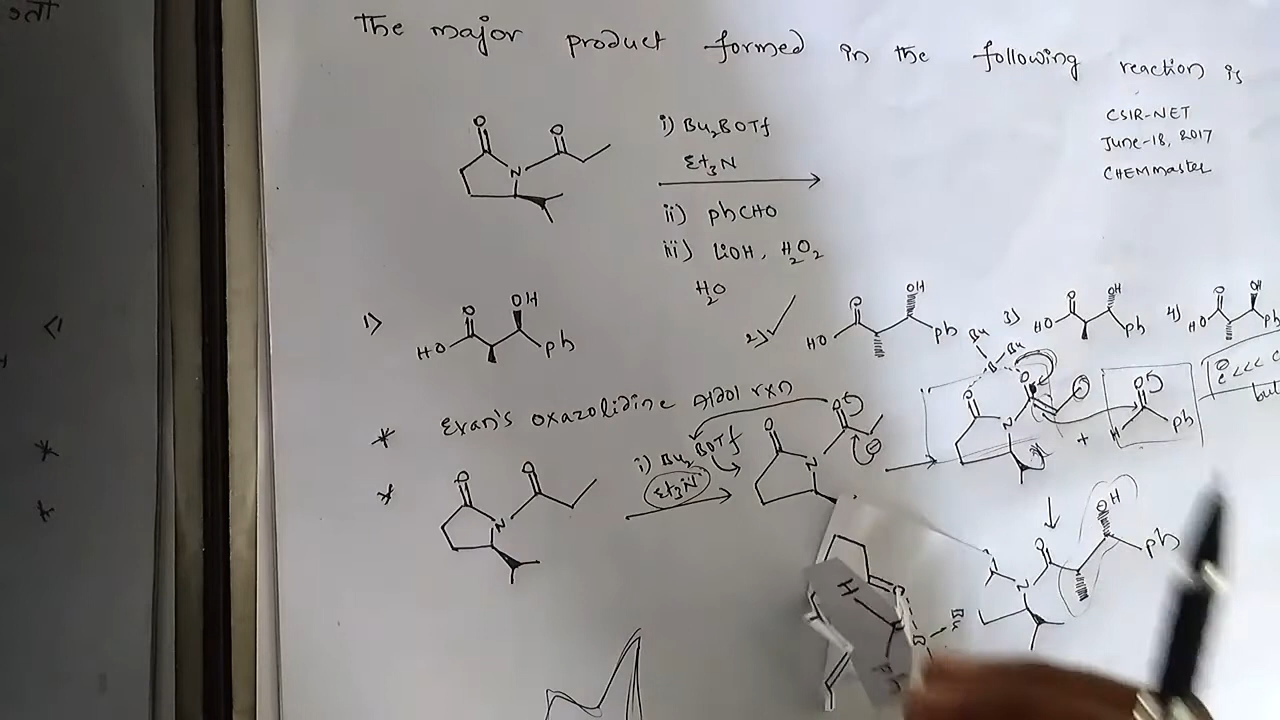 The major product formed in the following reaction is
CSIR-NET
June-18, 2017
CHEMmaster
i) Bu₂BOTf
Et₃N
ii) phCHO
iii) LiOH, H₂O₂
H₂O
O
O
N
1)
O
OH
HO
Ph
2) ✓
O
OH
HO
Ph
3)
O
OH
HO
Ph
4)
O
OH
HO
Ph
* Evan's oxazolidine Aldol rxn
*
O
O
N
i) Bu₂BOTf
Et₃N
O
O
N
Bu
Bu
B
O
O
N
+
O
H
Ph
but
O
OH
N
Ph
H
O
B
Bu